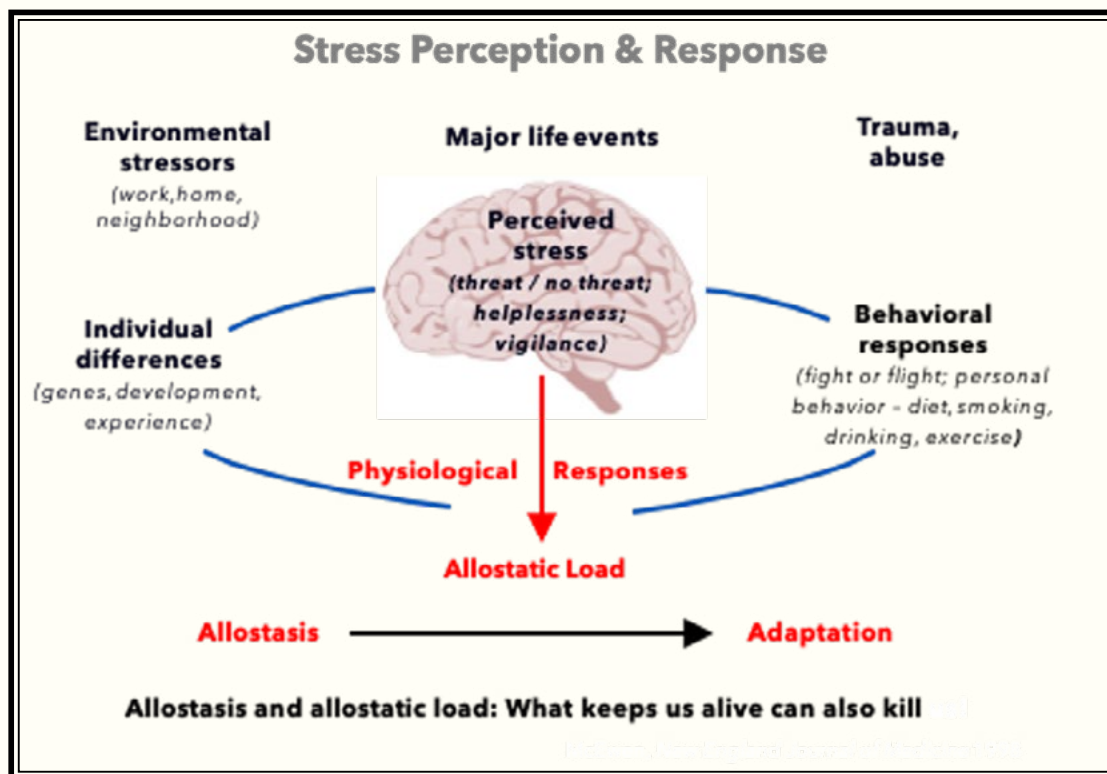 Stress Perception & Response
Environmental
stressors
(work,home,
neighborhood)
Major life events
Trauma,
abuse
Perceived
stress
(threat / no threat;
helplessness;
vigilance)
Individual
differences
(genes, development,
experience)
Behavioral
responses
(fight or flight; personal
behavior - diet, smoking,
drinking, exercise)
Physiological Responses
Allostatic Load
Allostasis
Adaptation
Allostasis and allostatic load: What keeps us alive can also kill